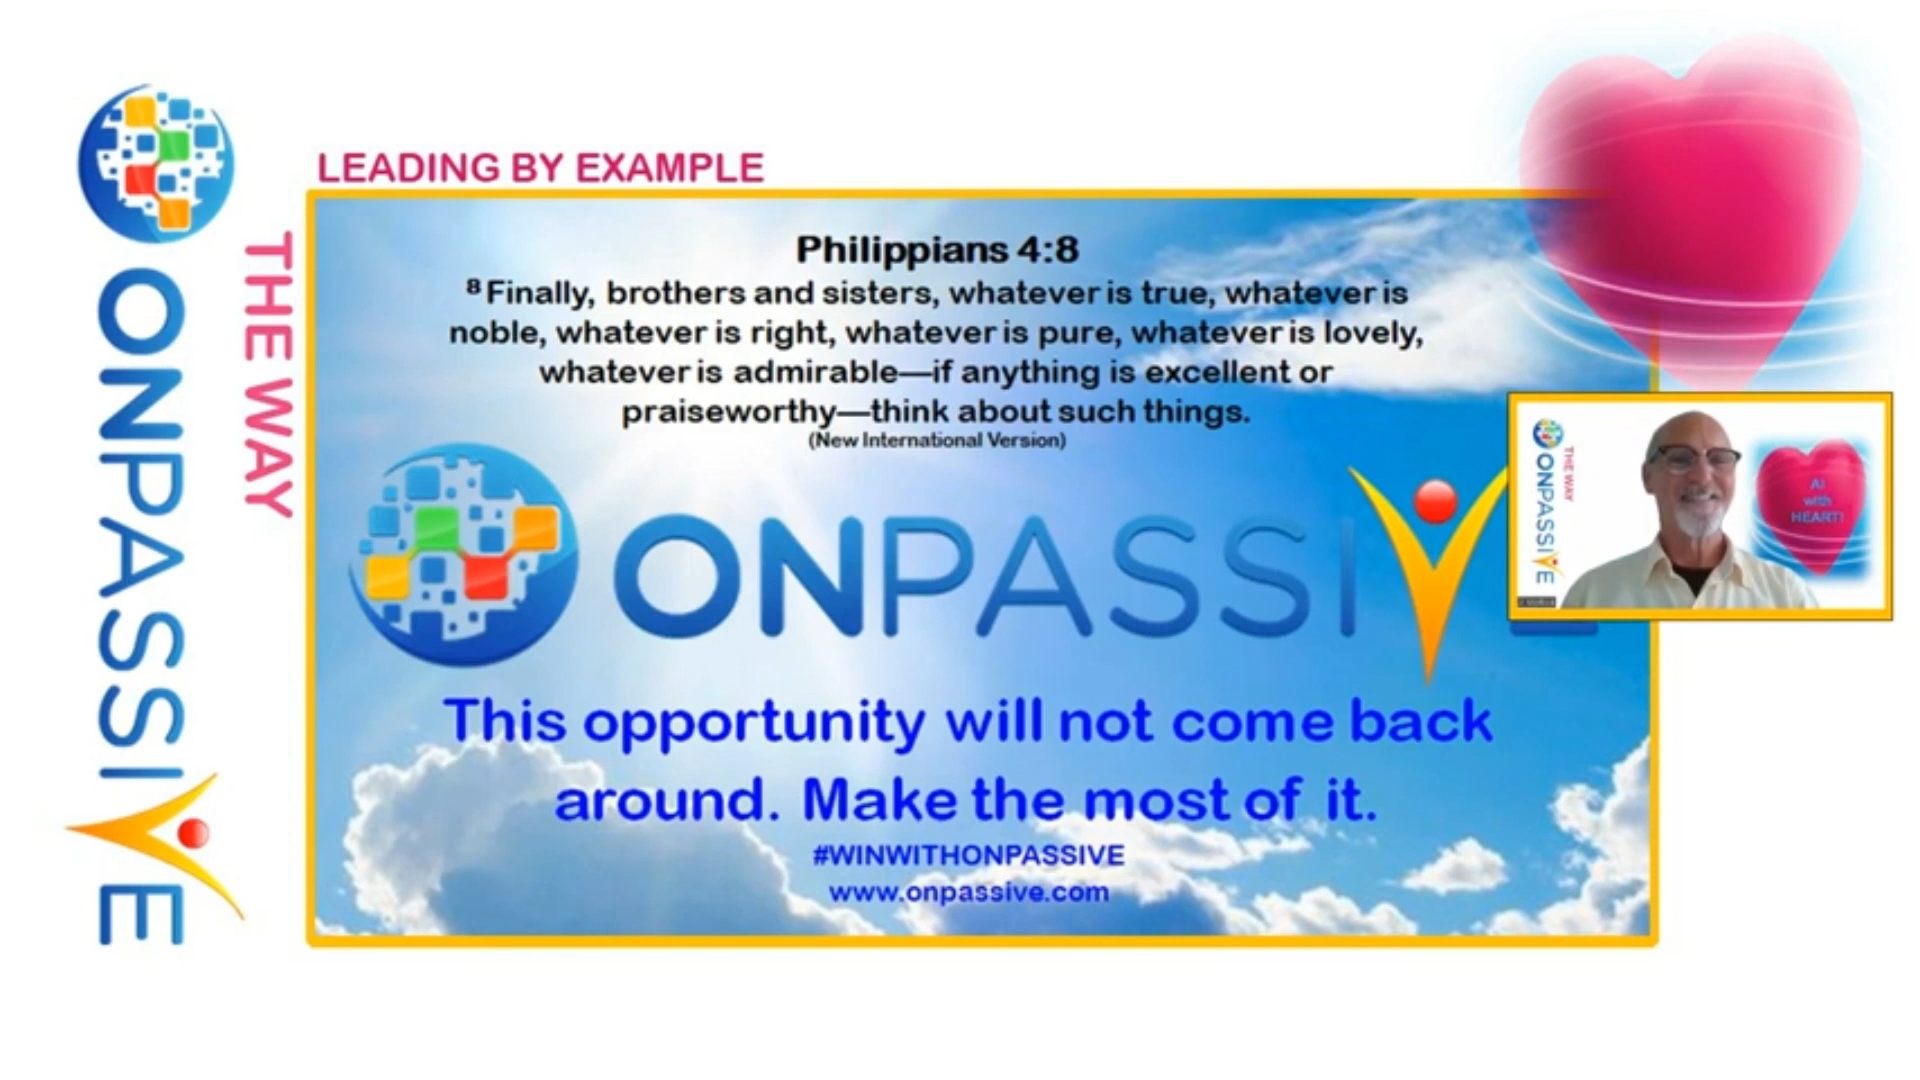 ONPASSIVE
THE WAY
LEADING BY EXAMPLE
Philippians 4:8
8 Finally, brothers and sisters, whatever is true, whatever is
noble, whatever is right, whatever is pure, whatever is lovely,
whatever is admirable—if anything is excellent or
praiseworthy—think about such things.
(New International Version)
ONPASSIV
This opportunity will not come back
around. Make the most of it.
#WINWITHONPASSIVE
www.onpassive.com
THE WAY
ONPASSIVE
AI
with
HEART!